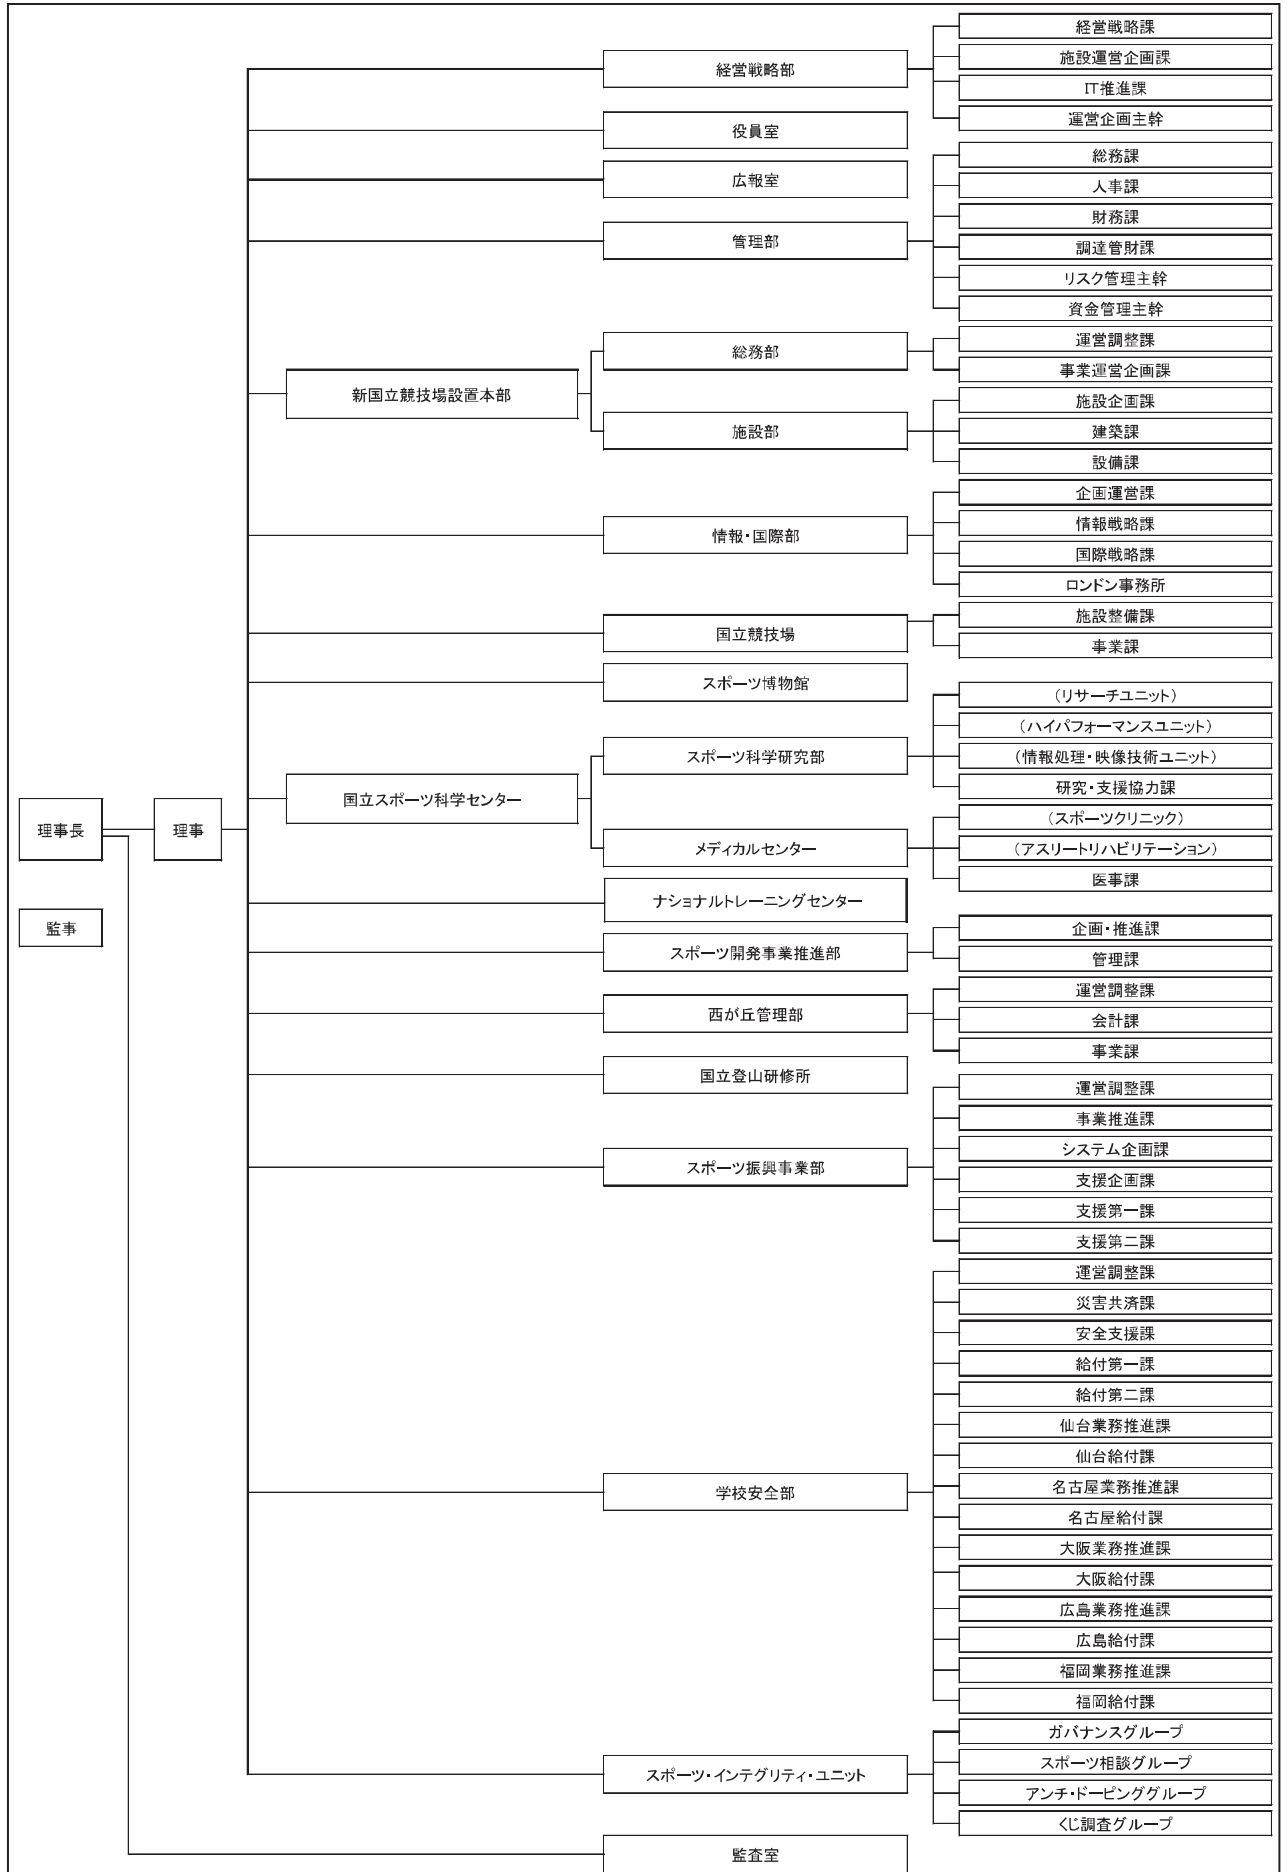 理事長
理事
監事
経営戦略部
経営戦略課
施設運営企画課
IT推進課
運営企画主幹
役員室
広報室
管理部
総務課
人事課
財務課
調達管財課
リスク管理主幹
資金管理主幹
新国立競技場設置本部
総務部
運営調整課
事業運営企画課
施設部
施設企画課
建築課
設備課
情報・国際部
企画運営課
情報戦略課
国際戦略課
ロンドン事務所
国立競技場
施設整備課
事業課
スポーツ博物館
国立スポーツ科学センター
スポーツ科学研究部
（リサーチユニット）
（ハイパフォーマンスユニット）
（情報処理・映像技術ユニット）
研究・支援協力課
メディカルセンター
（スポーツクリニック）
（アスリートリハビリテーション）
医事課
ナショナルトレーニングセンター
スポーツ開発事業推進部
企画・推進課
管理課
西が丘管理部
運営調整課
会計課
事業課
国立登山研修所
スポーツ振興事業部
運営調整課
事業推進課
システム企画課
支援企画課
支援第一課
支援第二課
学校安全部
運営調整課
災害共済課
安全支援課
給付第一課
給付第二課
仙台業務推進課
仙台給付課
名古屋業務推進課
名古屋給付課
大阪業務推進課
大阪給付課
広島業務推進課
広島給付課
福岡業務推進課
福岡給付課
スポーツ・インテグリティ・ユニット
ガバナンスグループ
スポーツ相談グループ
アンチ・ドーピンググループ
くじ調査グループ
監査室